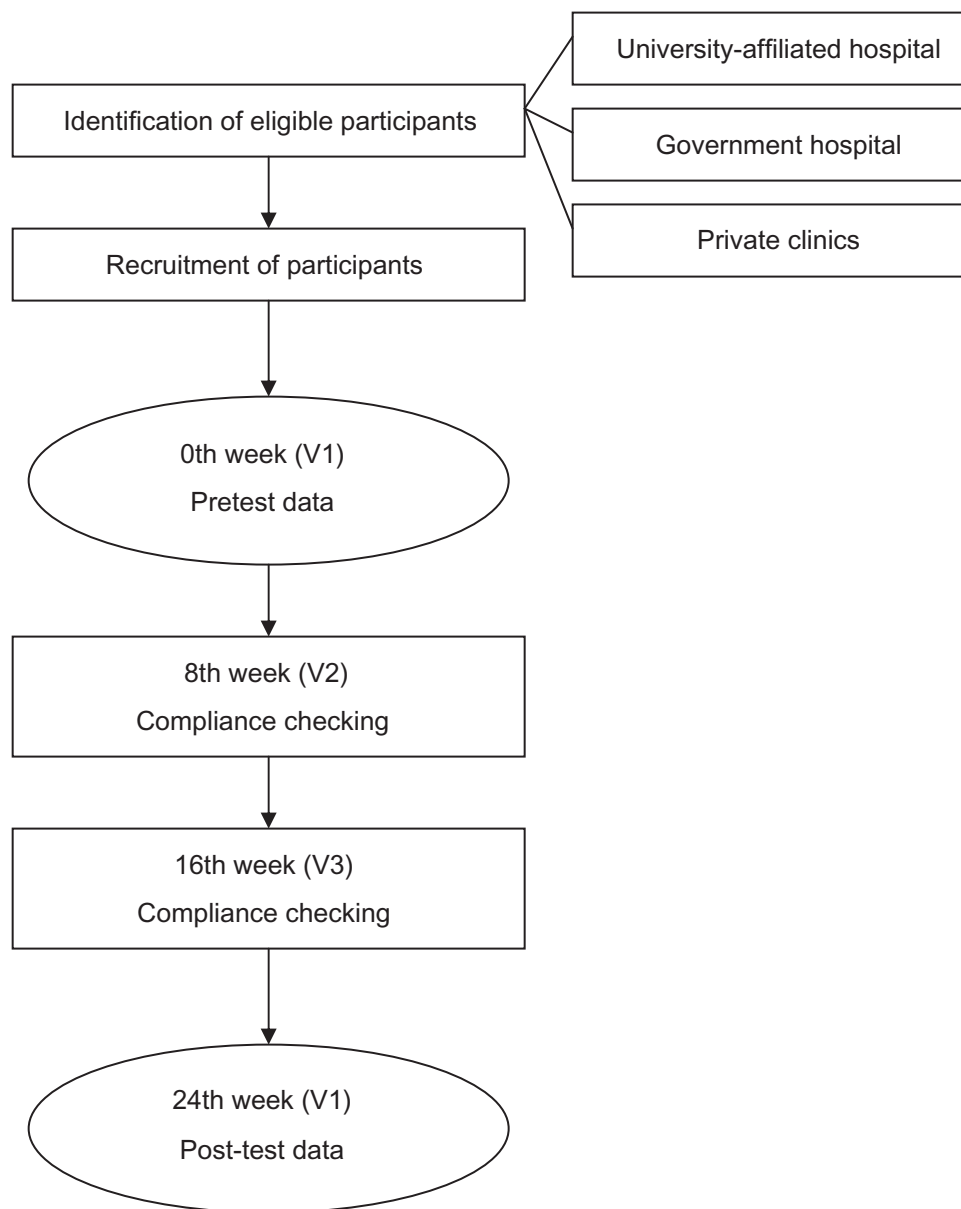 University-affiliated hospital
Identification of eligible participants
Government hospital
Private clinics
Recruitment of participants
0th week (V1)
Pretest data
8th week (V2)
Compliance checking
16th week (V3)
Compliance checking
24th week (V1)
Post-test data